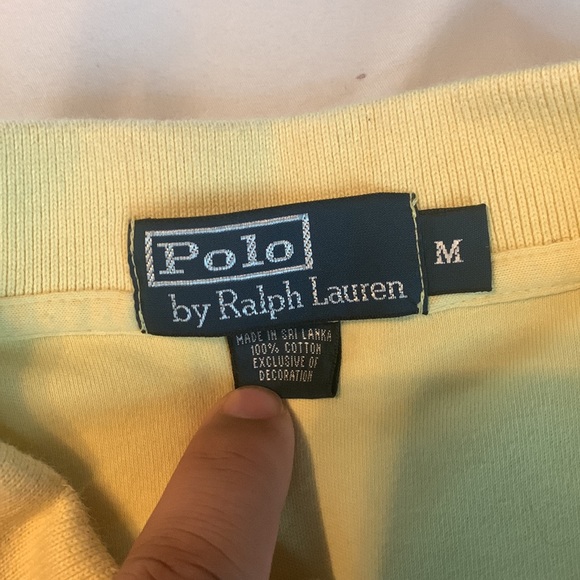 Polo
by Ralph Lauren
M
MADE IN SRI LANKA
100% COTTON
EXCLUSIVE OF
DECORATION